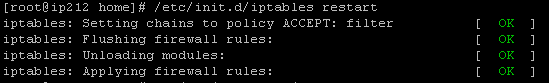 [root@ip212 home]# /etc/init.d/iptables restart
iptables: Setting chains to policy ACCEPT: filter [ OK ]
iptables: Flushing firewall rules: [ OK ]
iptables: Unloading modules: [ OK ]
iptables: Applying firewall rules: [ OK ]